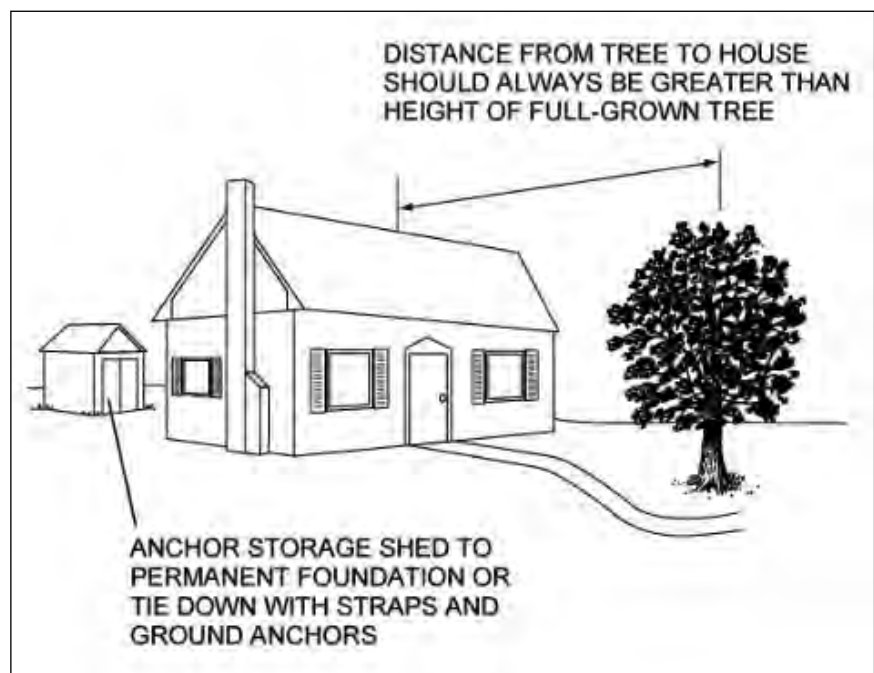 DISTANCE FROM TREE TO HOUSE
SHOULD ALWAYS BE GREATER THAN
HEIGHT OF FULL-GROWN TREE
ANCHOR STORAGE SHED TO
PERMANENT FOUNDATION OR
TIE DOWN WITH STRAPS AND
GROUND ANCHORS